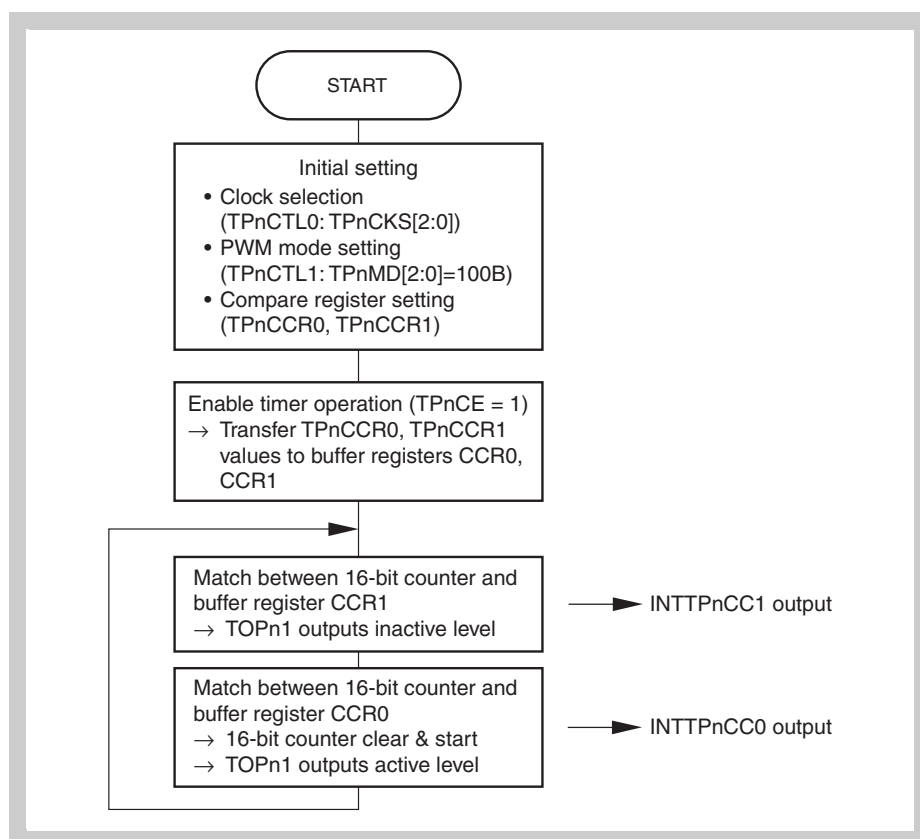 START
Initial setting
• Clock selection
(TPnCTL0: TPnCKS[2:0])
• PWM mode setting
(TPnCTL1: TPnMD[2:0]=100B)
• Compare register setting
(TPnCCR0, TPnCCR1)
Enable timer operation (TPnCE = 1)
→ Transfer TPnCCR0, TPnCCR1
values to buffer registers CCR0,
CCR1
Match between 16-bit counter and
buffer register CCR1
→ TOPn1 outputs inactive level
INTTPnCC1 output
Match between 16-bit counter and
buffer register CCR0
→ 16-bit counter clear & start
→ TOPn1 outputs active level
INTTPnCC0 output